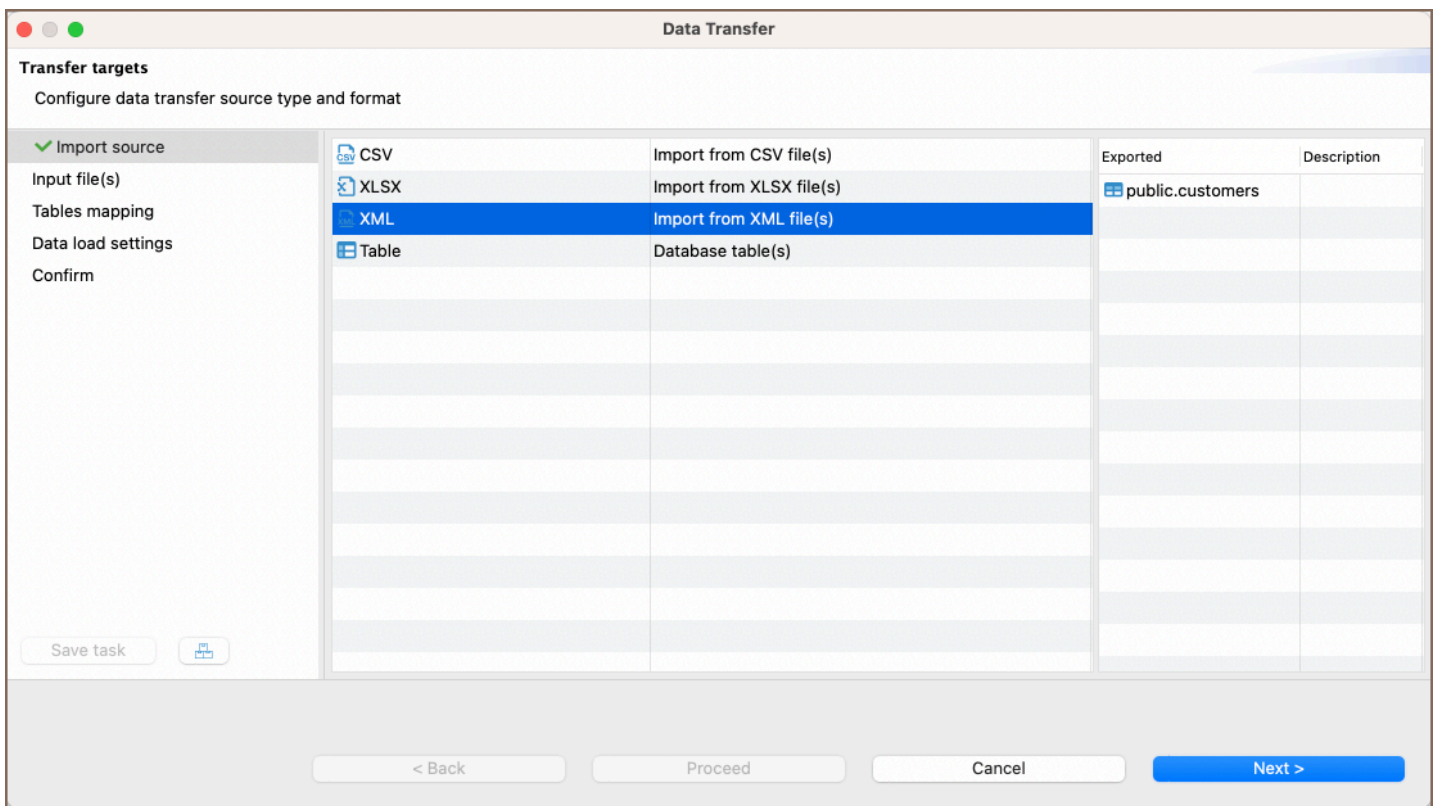 Data Transfer
Transfer targets
Configure data transfer source type and format
Import source
Input file(s)
Tables mapping
Data load settings
Confirm
CSV CSV Import from CSV file(s)
XLSX Import from XLSX file(s)
XML XML Import from XML file(s)
Table Database table(s)
Exported Description
public.customers
Save task
< Back Proceed Cancel Next >